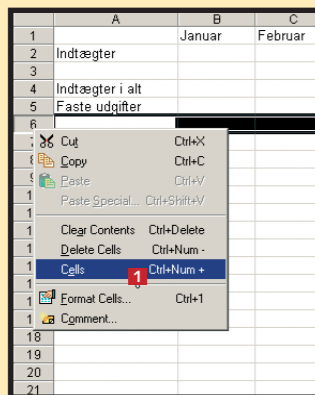 A B C
1 Januar Februar
2 Indtægter
3
4 Indtægter i alt
5 Faste udgifter
6
Cut Ctrl+X
Copy Ctrl+C
Paste Ctrl+V
Paste Special... Ctrl+Shift+V
Clear Contents Ctrl+Delete
Delete Cells Ctrl+Num -
Cells Ctrl+Num +
1
Format Cells... Ctrl+1
Comment...
18
19
20
21